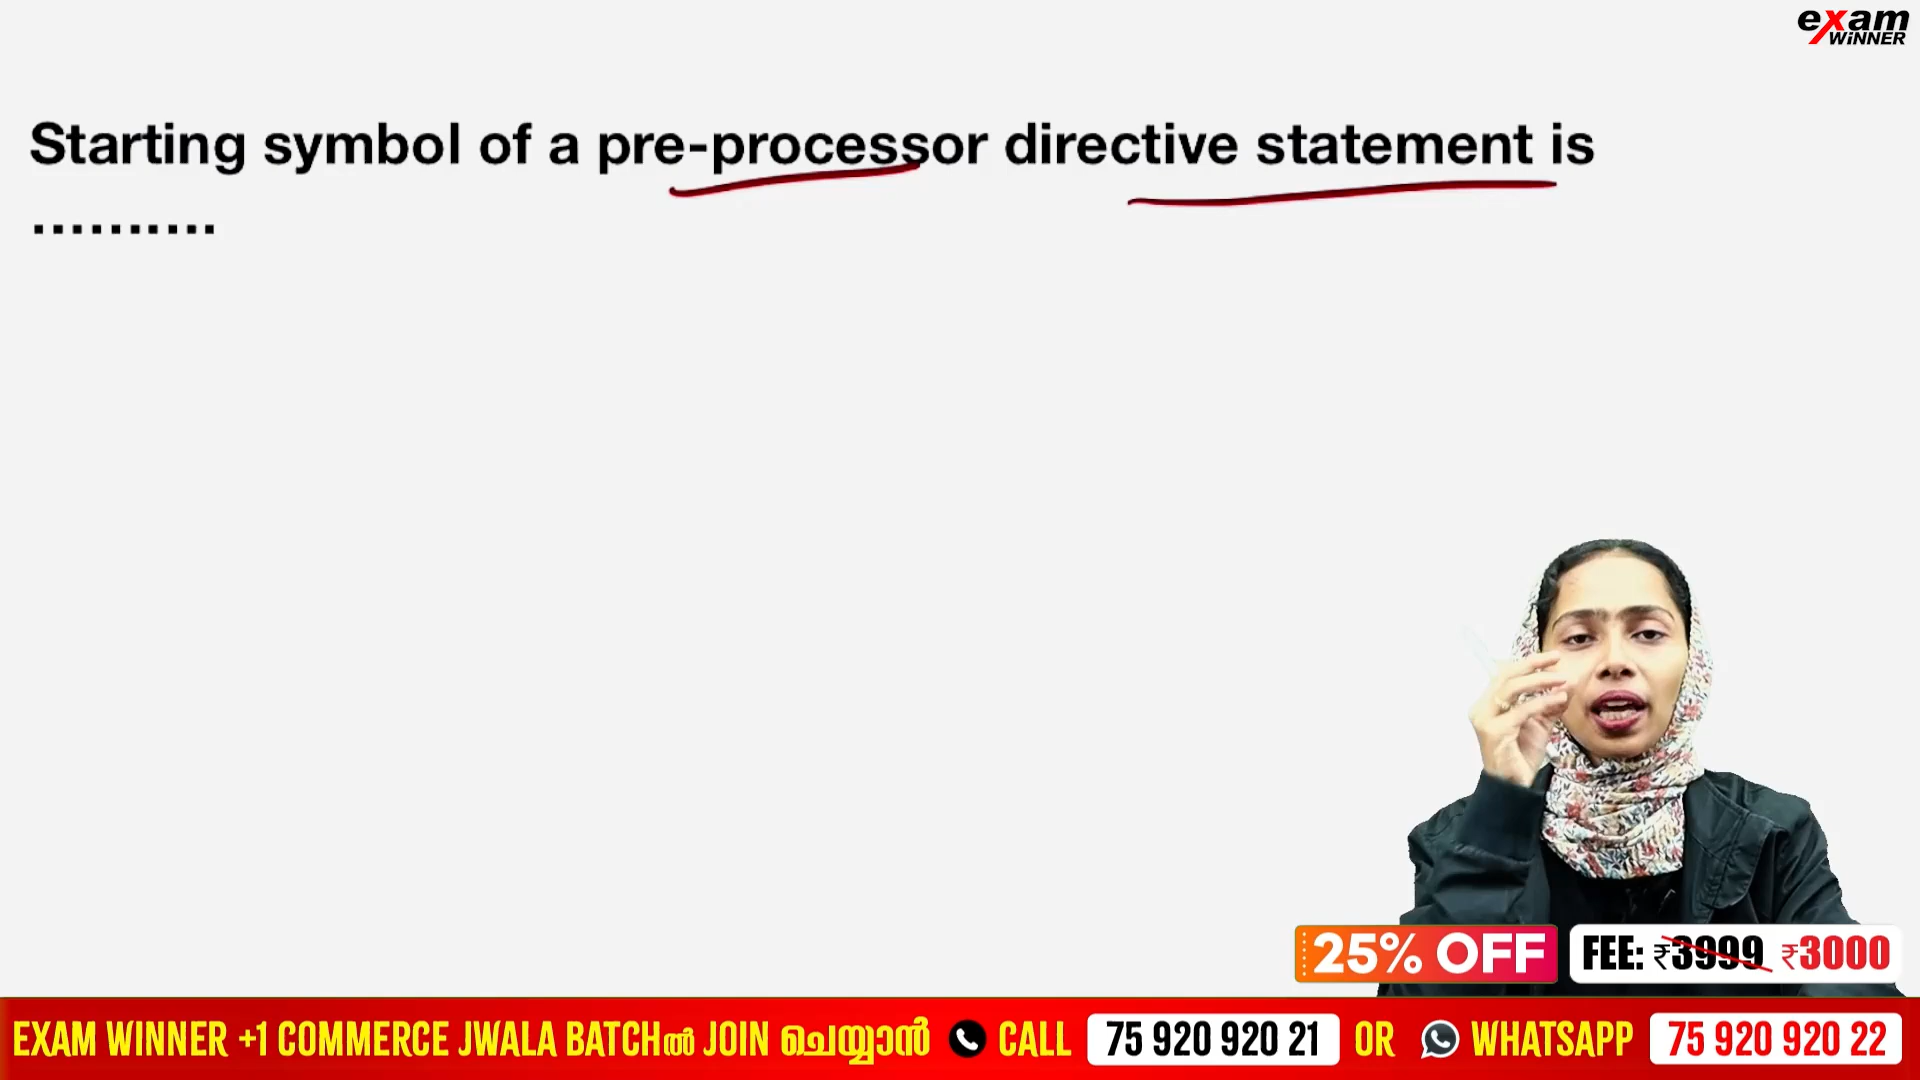 exam
WiNNER
Starting symbol of a pre-processor directive statement is
..........
25% OFF FEE: ₹3999 ₹3000
EXAM WINNER +1 COMMERCE JWALA BATCHൽ JOIN ചെയ്യാൻ CALL 75 920 920 21 OR WHATSAPP 75 920 920 22